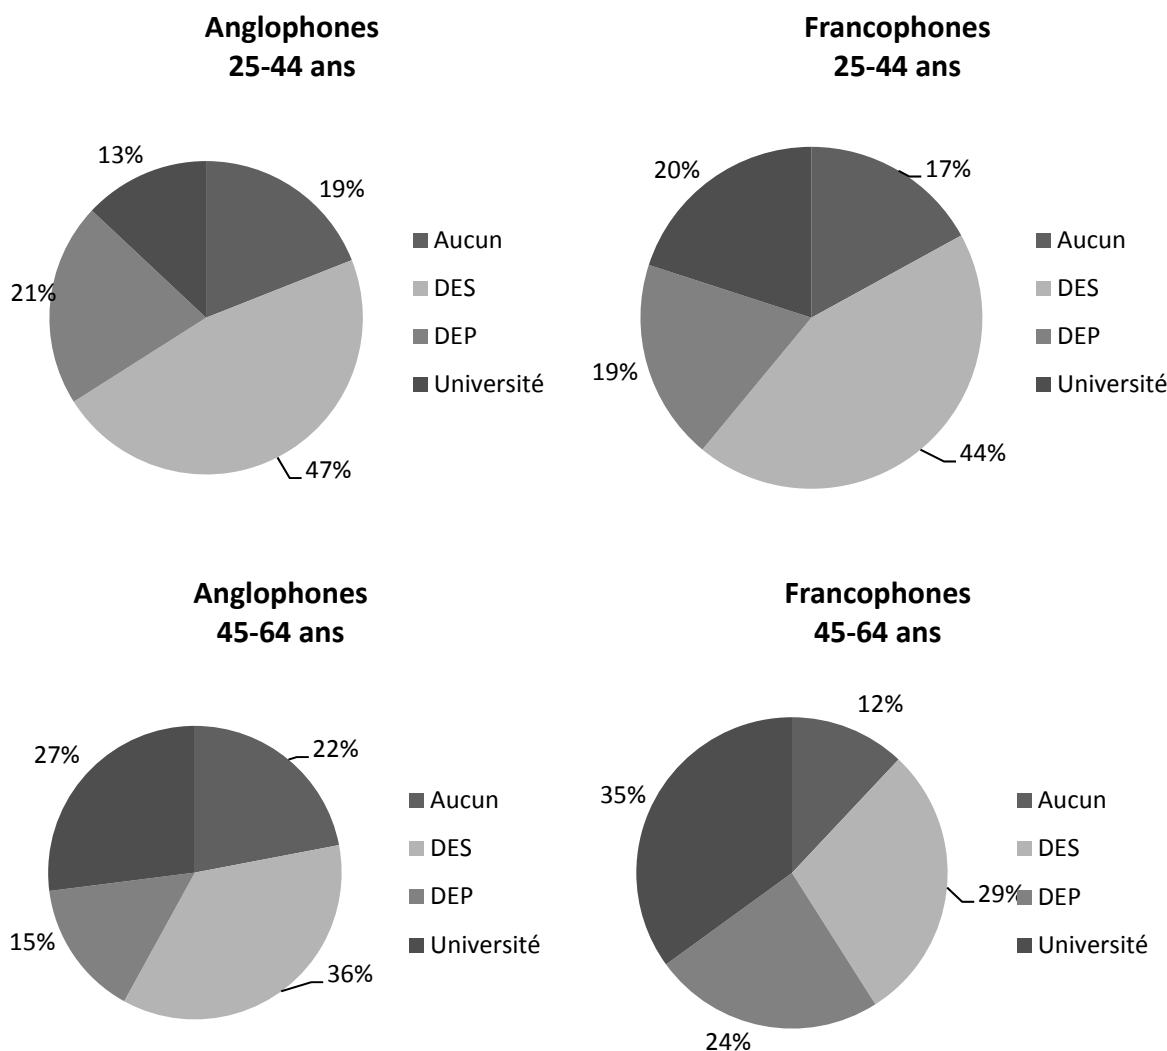 Anglophones
25-44 ans
13%
19%
21%
47%
Aucun
DES
DEP
Université
Francophones
25-44 ans
20%
17%
19%
44%
Aucun
DES
DEP
Université
Anglophones
45-64 ans
27%
22%
15%
36%
Aucun
DES
DEP
Université
Francophones
45-64 ans
12%
35%
29%
24%
Aucun
DES
DEP
Université